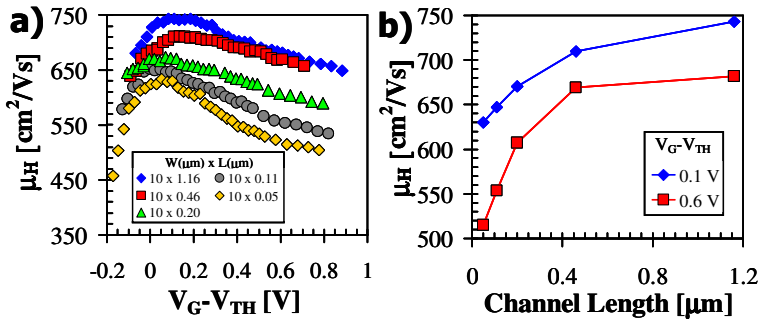 a)
μH [cm²/Vs]
750
650
550
450
350
W(μm) x L(μm)
10 x 1.16
10 x 0.11
10 x 0.46
10 x 0.05
10 x 0.20
-0.2
0
0.2
0.4
0.6
0.8
1
VG-VTH [V]
b)
μH [cm²/Vs]
750
700
650
600
550
500
VG-VTH
0.1 V
0.6 V
0
0.4
0.8
1.2
Channel Length [μm]